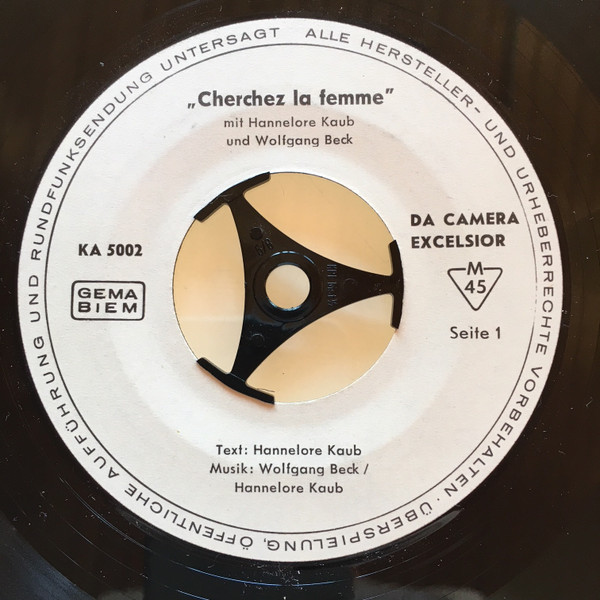 ALLE HERSTELLER- UND URHEBERRECHTE VORBEHALTEN · ÜBERSPIELUNG, ÖFFENTLICHE AUFFÜHRUNG UND RUNDFUNKSENDUNG UNTERSAGT
„Cherchez la femme”
mit Hannelore Kaub
und Wolfgang Beck
KA 5002
GEMA
BIEM
DA CAMERA
EXCELSIOR
M
45
Seite 1
Text: Hannelore Kaub
Musik: Wolfgang Beck /
Hannelore Kaub